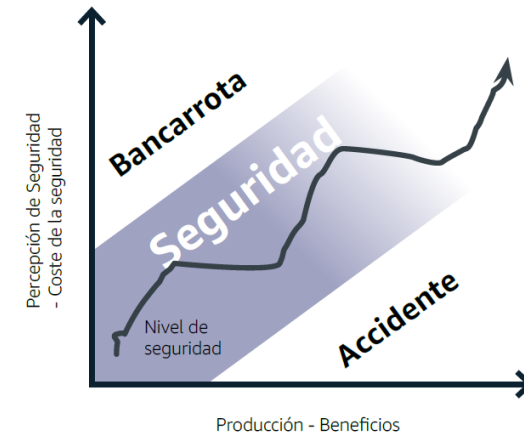 Percepción de Seguridad
- Coste de la seguridad
Bancarrota
Seguridad
Nivel de
seguridad
Accidente
Producción - Beneficios